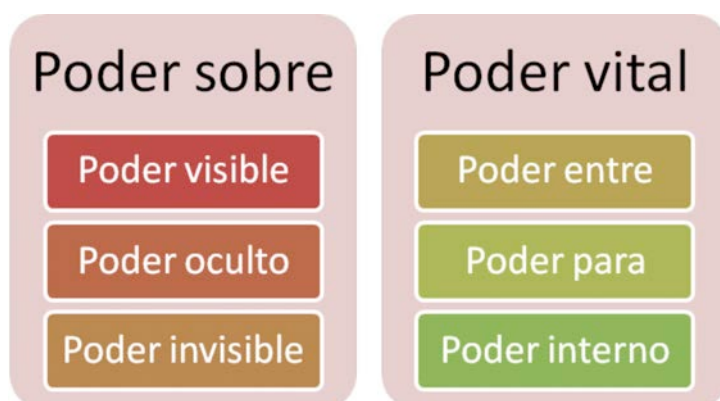 Poder sobre
Poder visible
Poder oculto
Poder invisible
Poder vital
Poder entre
Poder para
Poder interno